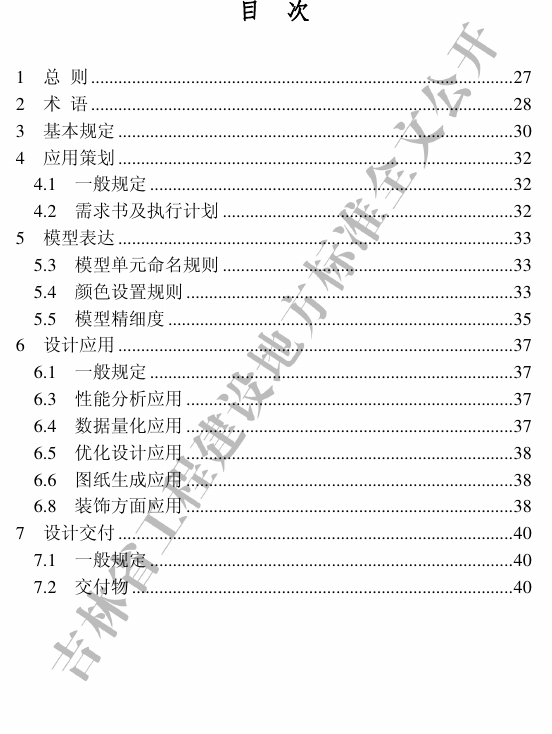 目 次
1 总 则...27
2 术 语...28
3 基本规定...30
4 应用策划...32
4.1 一般规定...32
4.2 需求书及执行计划...32
5 模型表达...33
5.3 模型单元命名规则...33
5.4 颜色设置规则...33
5.5 模型精细度...35
6 设计应用...37
6.1 一般规定...37
6.3 性能分析应用...37
6.4 数据量化应用...37
6.5 优化设计应用...38
6.6 图纸生成应用...38
6.8 装饰方面应用...38
7 设计交付...40
7.1 一般规定...40
7.2 交付物...40
吉林省工程建设地方标准全文公开